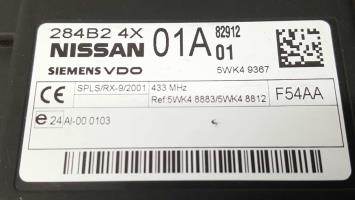 284B2 4X 01A 82912
NISSAN 01
SIEMENS VDO 5WK4 9367
CE SPLS/RX-9/2001 433 MHz F54AA
Ref:5WK4 8883/5WK4 8812
e 24 AI-00 0103